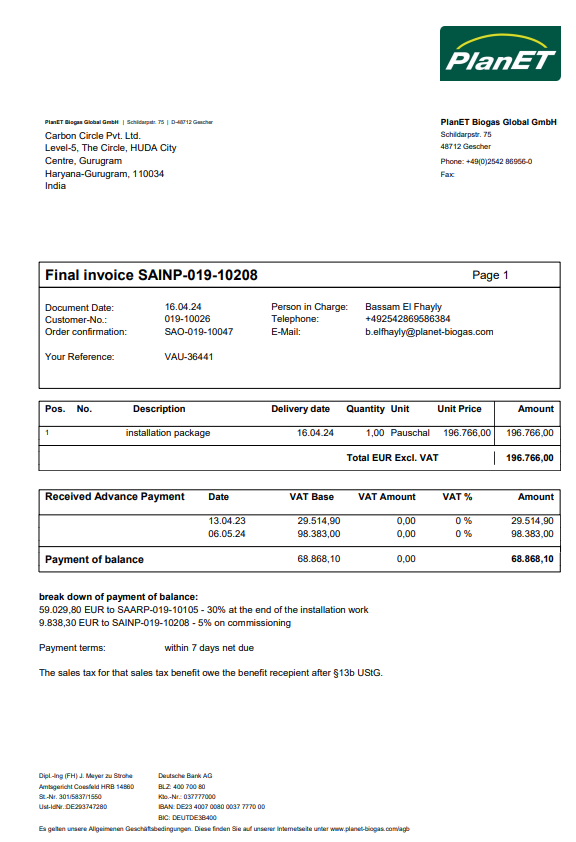 PlanET
PlanET Biogas Global GmbH | Schildarpstr. 75 | D-48712 Gescher
Carbon Circle Pvt. Ltd.
Level-5, The Circle, HUDA City
Centre, Gurugram
Haryana-Gurugram, 110034
India
PlanET Biogas Global GmbH
Schildarpstr. 75
48712 Gescher
Phone: +49(0)2542 86956-0
Fax:
Final invoice SAINP-019-10208 Page 1
Document Date: 16.04.24 Person in Charge: Bassam El Fhayly
Customer-No.: 019-10026 Telephone: +492542869586384
Order confirmation: SAO-019-10047 E-Mail: b.elfhayly@planet-biogas.com
Your Reference: VAU-36441
Pos. No. Description Delivery date Quantity Unit Unit Price Amount
1 installation package 16.04.24 1,00 Pauschal 196.766,00 196.766,00
Total EUR Excl. VAT 196.766,00
Received Advance Payment Date VAT Base VAT Amount VAT % Amount
13.04.23 29.514,90 0,00 0 % 29.514,90
06.05.24 98.383,00 0,00 0 % 98.383,00
Payment of balance 68.868,10 0,00 68.868,10
break down of payment of balance:
59.029,80 EUR to SAARP-019-10105 - 30% at the end of the installation work
9.838,30 EUR to SAINP-019-10208 - 5% on commissioning
Payment terms: within 7 days net due
The sales tax for that sales tax benefit owe the benefit recepient after §13b UStG.
Dipl.-Ing (FH) J. Meyer zu Strohe Deutsche Bank AG
Amtsgericht Coesfeld HRB 14860 BLZ: 400 700 80
St.-Nr. 301/5837/1550 Kto.-Nr.: 037777000
Ust-IdNr.:DE293747280 IBAN: DE23 4007 0080 0037 7770 00
BIC: DEUTDE3B400
Es gelten unsere Allgemeinen Geschäftsbedingungen. Diese finden Sie auf unserer Internetseite unter www.planet-biogas.com/agb